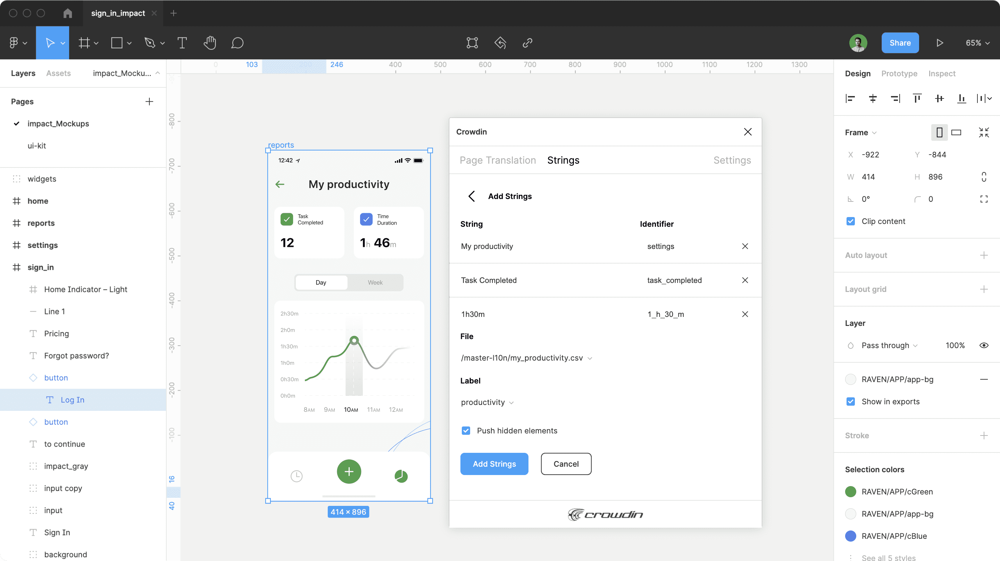 sign_in_impact
Share
65%
Layers
Assets
impact_Mocku...
Pages
impact_Mockups
ui-kit
widgets
home
reports
settings
sign_in
Home Indicator – Light
Line 1
Pricing
Forgot password?
button
Log In
button
to continue
impact_gray
input copy
input
Sign In
background
0
103
246
400
500
600
700
800
900
1000
1100
1200
1300
-800
-700
-600
-500
-400
-300
-200
-100
16
40
reports
12:42
My productivity
Task
Completed
12
Time
Duration
1h 46m
Day
Week
2h30m
2h0m
1h30m
1h0m
0h30m
0h0m
8AM
9AM
10AM
11AM
12AM
414 × 896
Crowdin
Page Translation
Strings
Settings
Add Strings
String
Identifier
My productivity
settings
Task Completed
task_completed
1h30m
1_h_30_m
File
/master-l10n/my_productivity.csv
Label
productivity
Push hidden elements
Add Strings
Cancel
crowdin
Design
Prototype
Inspect
Frame
X -922
Y -844
W 414
H 896
0°
0
Clip content
Auto layout
Layout grid
Layer
Pass through
100%
RAVEN/APP/app-bg
Show in exports
Stroke
Selection colors
RAVEN/APP/cGreen
RAVEN/APP/app-bg
RAVEN/APP/cBlue
See all 5 styles